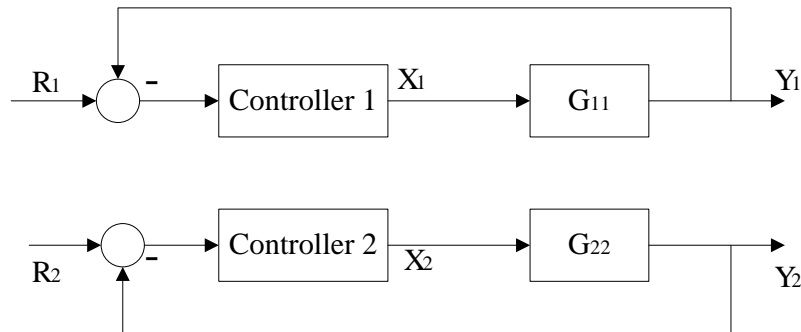 R1
-
Controller 1
X1
G11
Y1
R2
-
Controller 2
X2
G22
Y2